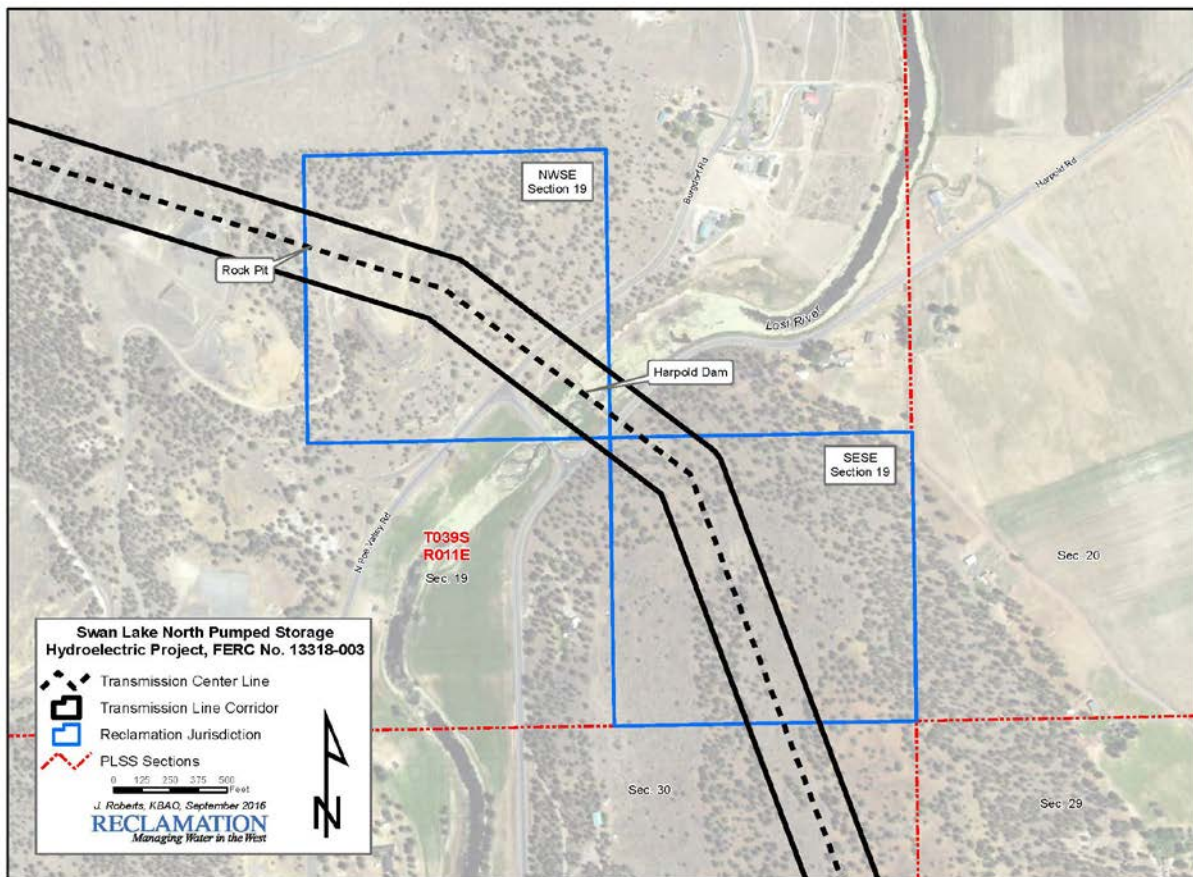 NWSE
Section 19
Burgdorf Rd
Harpold Rd
Rock Pit
Lost River
Harpold Dam
SESE
Section 19
N Poe Valley Rd
T039S
R011E
Sec. 19
Sec. 20
Sec. 30
Sec. 29
Swan Lake North Pumped Storage
Hydroelectric Project, FERC No. 13318-003
Transmission Center Line
Transmission Line Corridor
Reclamation Jurisdiction
PLSS Sections
0 125 250 375 500
Feet
J. Roberts, KBAO, September 2016
RECLAMATION
Managing Water in the West
N